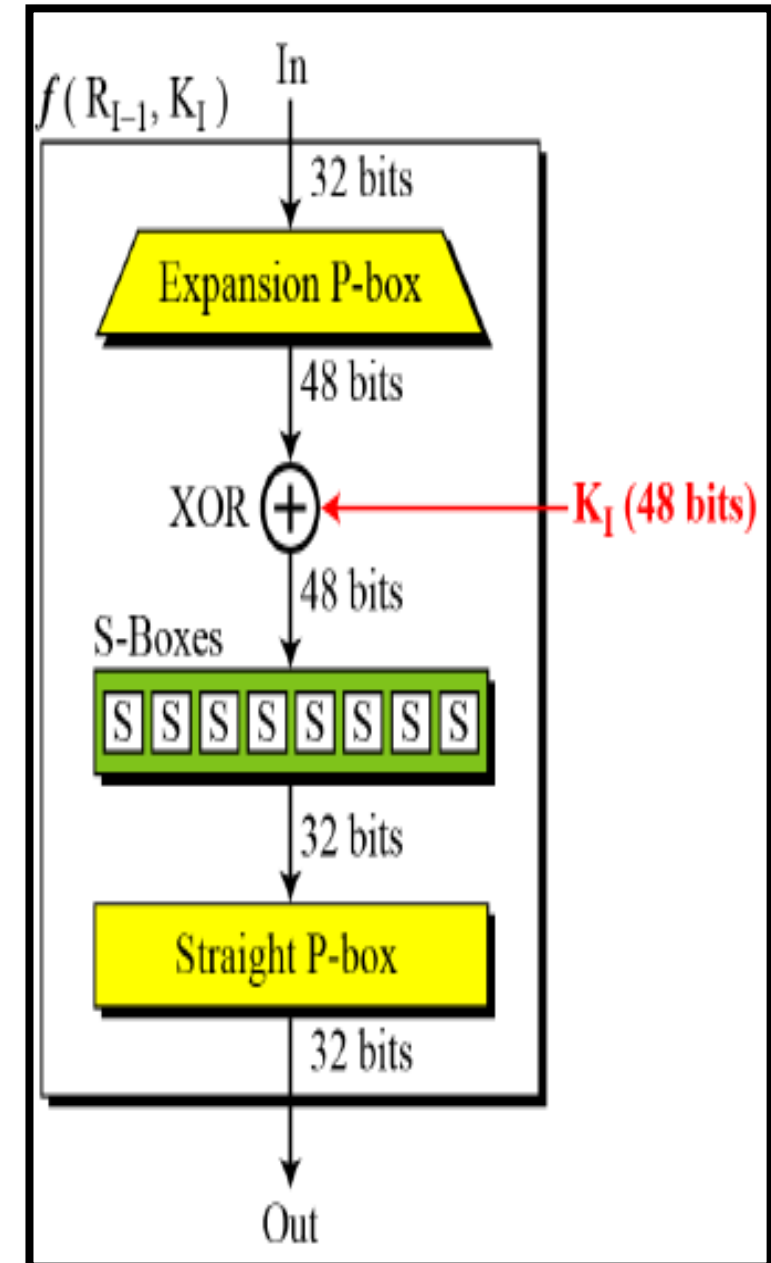 In
f( R_{I–1}, K_I )
32 bits
Expansion P-box
48 bits
XOR +
K_I (48 bits)
48 bits
S-Boxes
S S S S S S S S
32 bits
Straight P-box
32 bits
Out